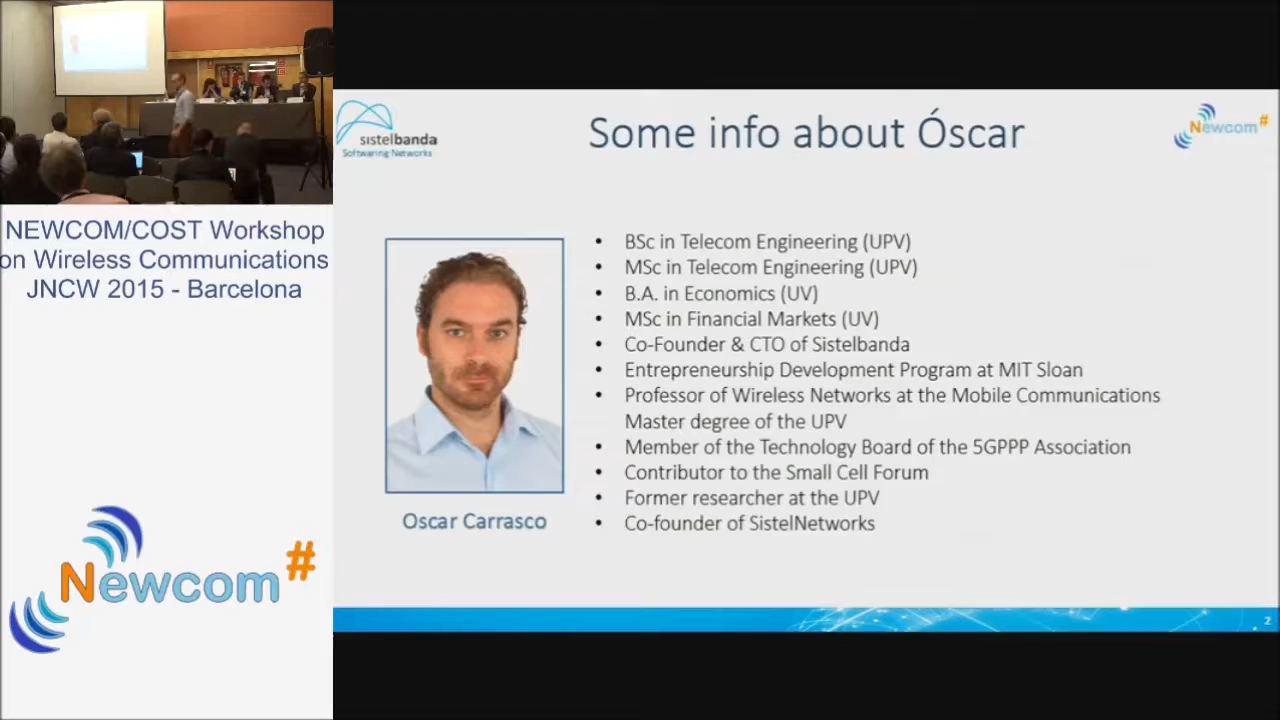 NEWCOM/COST Workshop
on Wireless Communications
JNCW 2015 - Barcelona
Newcom#
sistelbanda
Softwaring Networks
Some info about Óscar
Newcom#
• BSc in Telecom Engineering (UPV)
• MSc in Telecom Engineering (UPV)
• B.A. in Economics (UV)
• MSc in Financial Markets (UV)
• Co-Founder & CTO of Sistelbanda
• Entrepreneurship Development Program at MIT Sloan
• Professor of Wireless Networks at the Mobile Communications
Master degree of the UPV
• Member of the Technology Board of the 5GPPP Association
• Contributor to the Small Cell Forum
• Former researcher at the UPV
• Co-founder of SistelNetworks
Oscar Carrasco
2